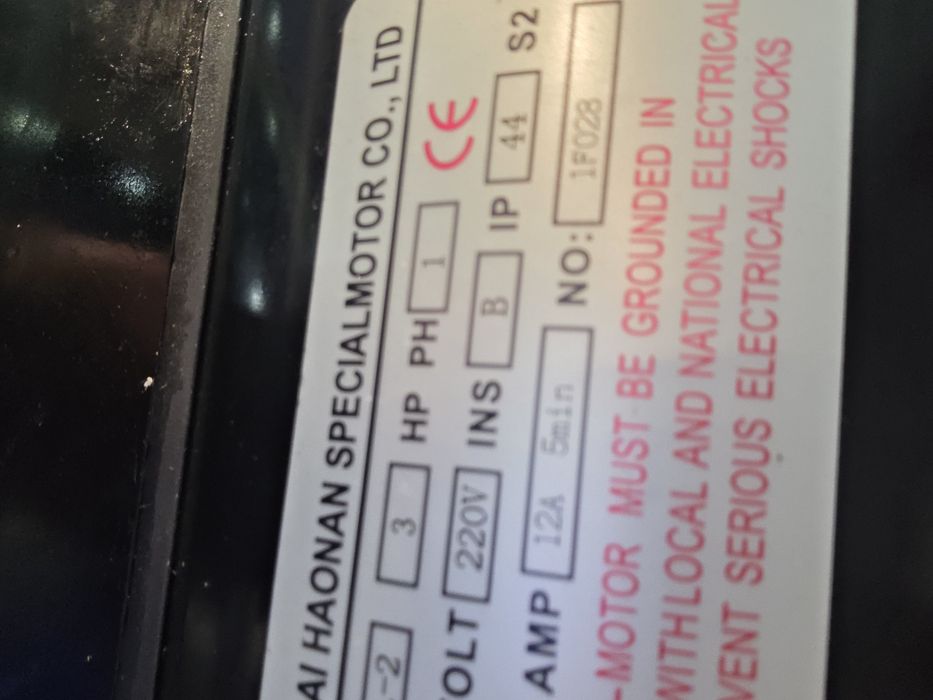 AI HAONAN SPECIALMOTOR CO., LTD
-2 3 HP PH 1 CE
OLT 220V INS B IP 44 S2
AMP 12A 5min NO: 1F028
-MOTOR MUST BE GROUNDED IN
WITH LOCAL AND NATIONAL ELECTRICAL
VENT SERIOUS ELECTRICAL SHOCKS